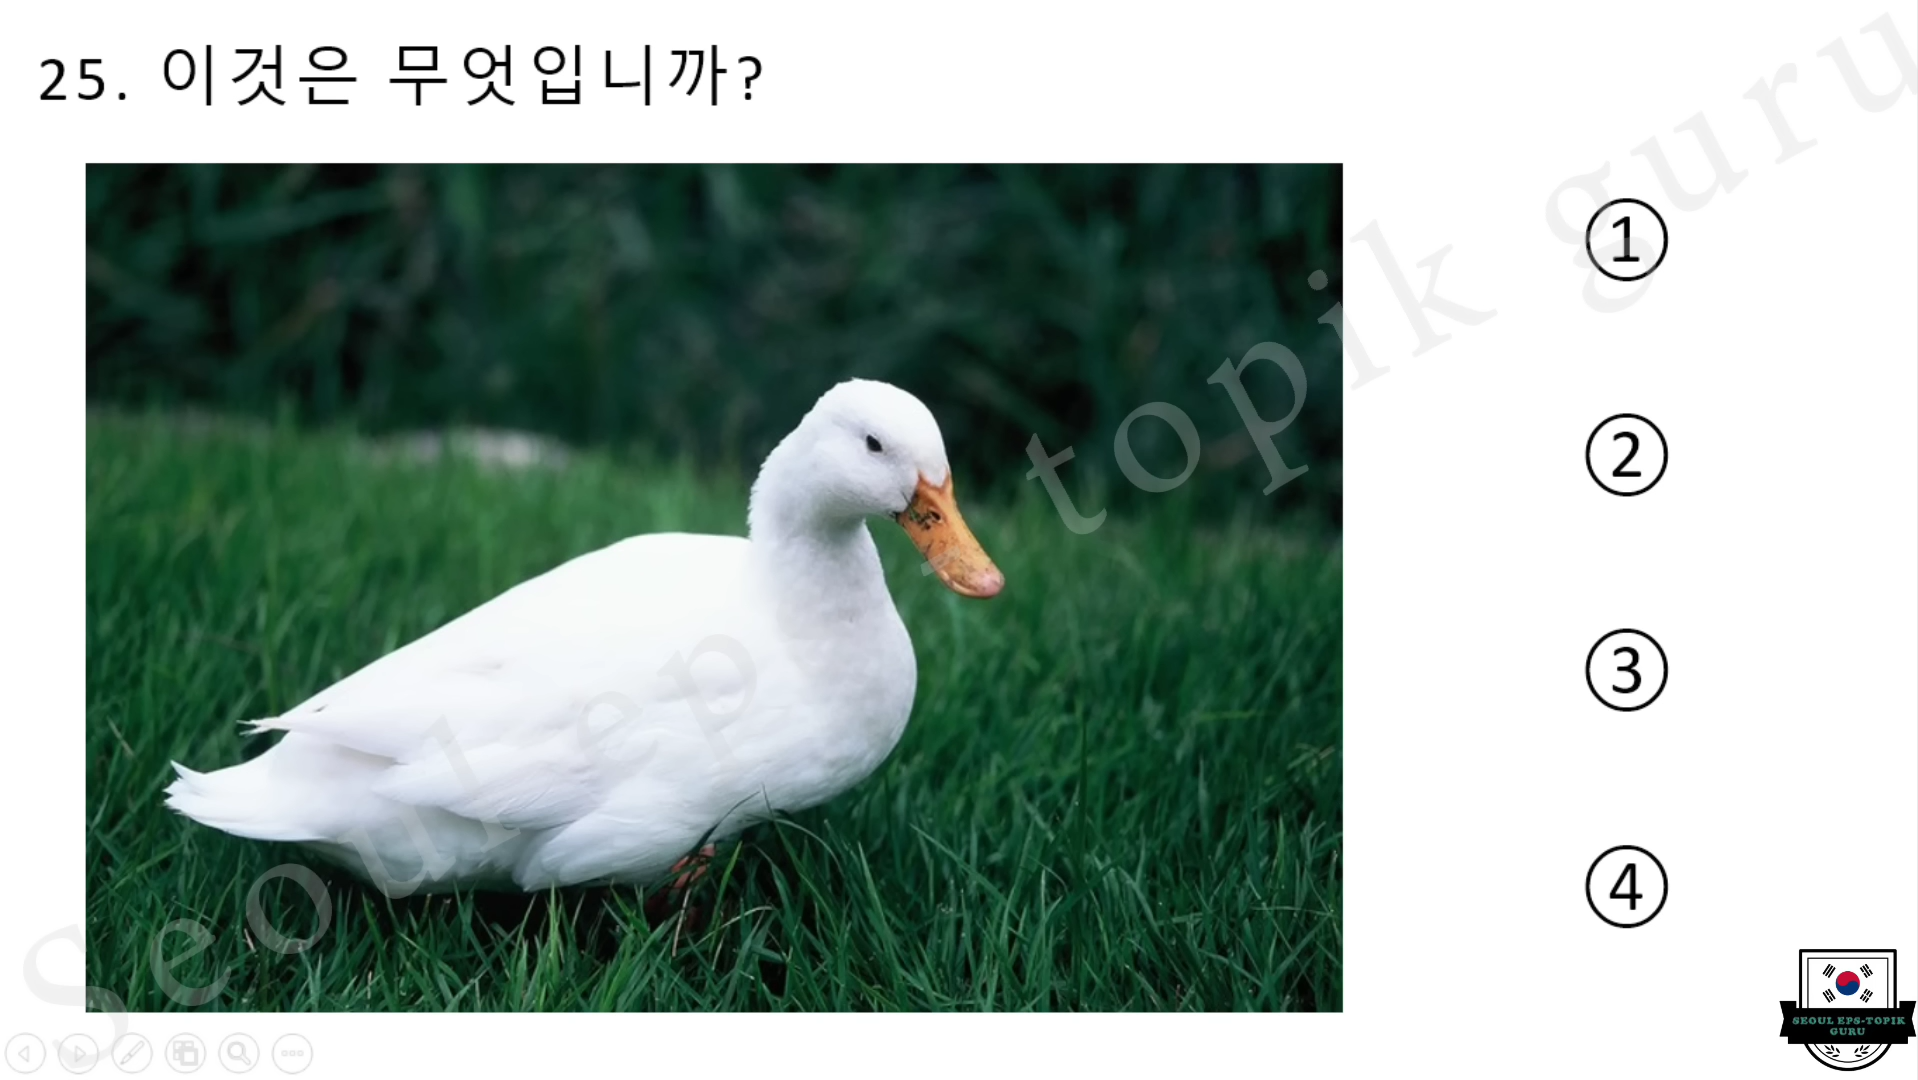 25. 이것은 무엇입니까?
①
②
③
④
Seoul eps topik guru
SEOUL EPS-TOPIK
GURU